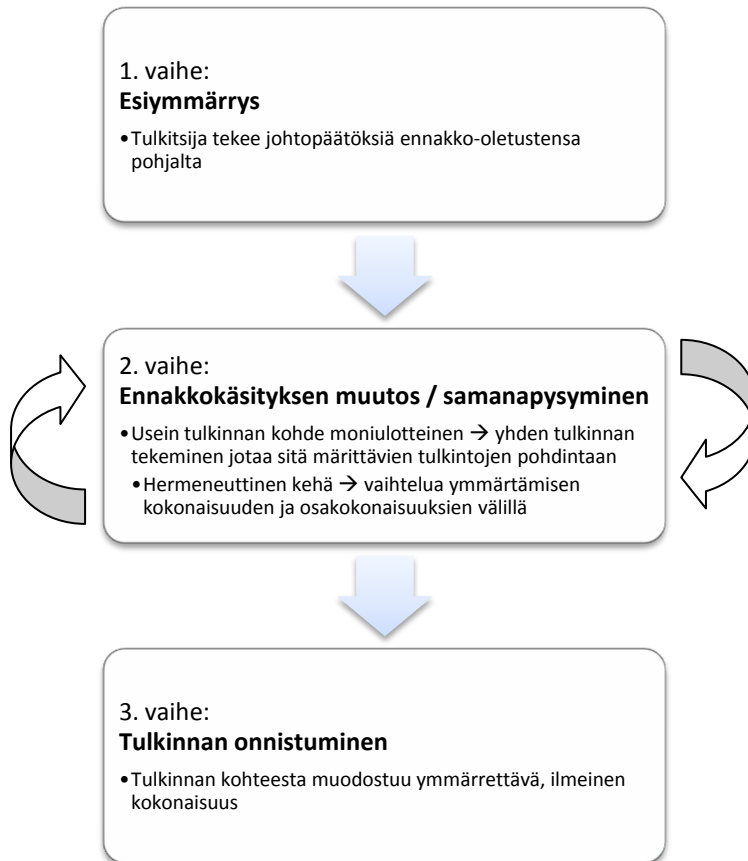 1. vaihe:
Esiymmärrys
•Tulkitsija tekee johtopäätöksiä ennakko-oletustensa
pohjalta
2. vaihe:
Ennakkokäsityksen muutos / samanapysyminen
•Usein tulkinnan kohde moniulotteinen → yhden tulkinnan
tekeminen jotaa sitä märittävien tulkintojen pohdintaan
•Hermeneuttinen kehä → vaihtelua ymmärtämisen
kokonaisuuden ja osakokonaisuuksien välillä
3. vaihe:
Tulkinnan onnistuminen
•Tulkinnan kohteesta muodostuu ymmärrettävä, ilmeinen
kokonaisuus